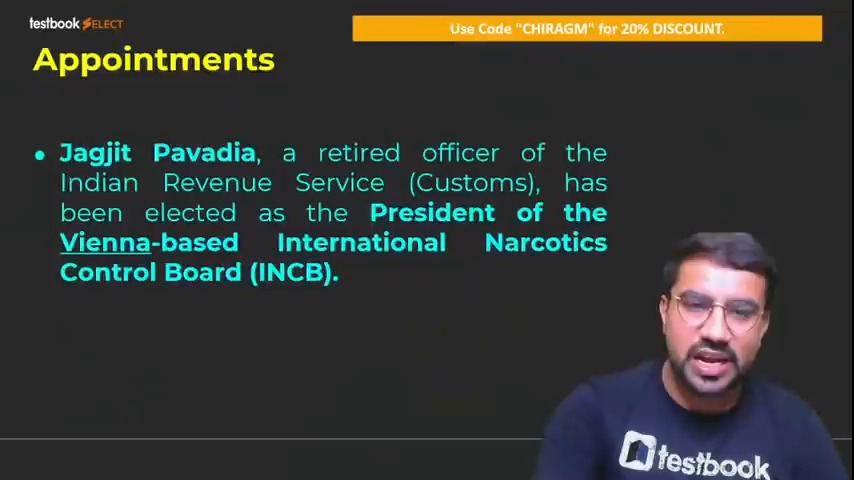 testbook SELECT
Use Code "CHIRAGM" for 20% DISCOUNT.
Appointments
• Jagjit Pavadia, a retired officer of the
Indian Revenue Service (Customs), has
been elected as the President of the
Vienna-based International Narcotics
Control Board (INCB).
testbook